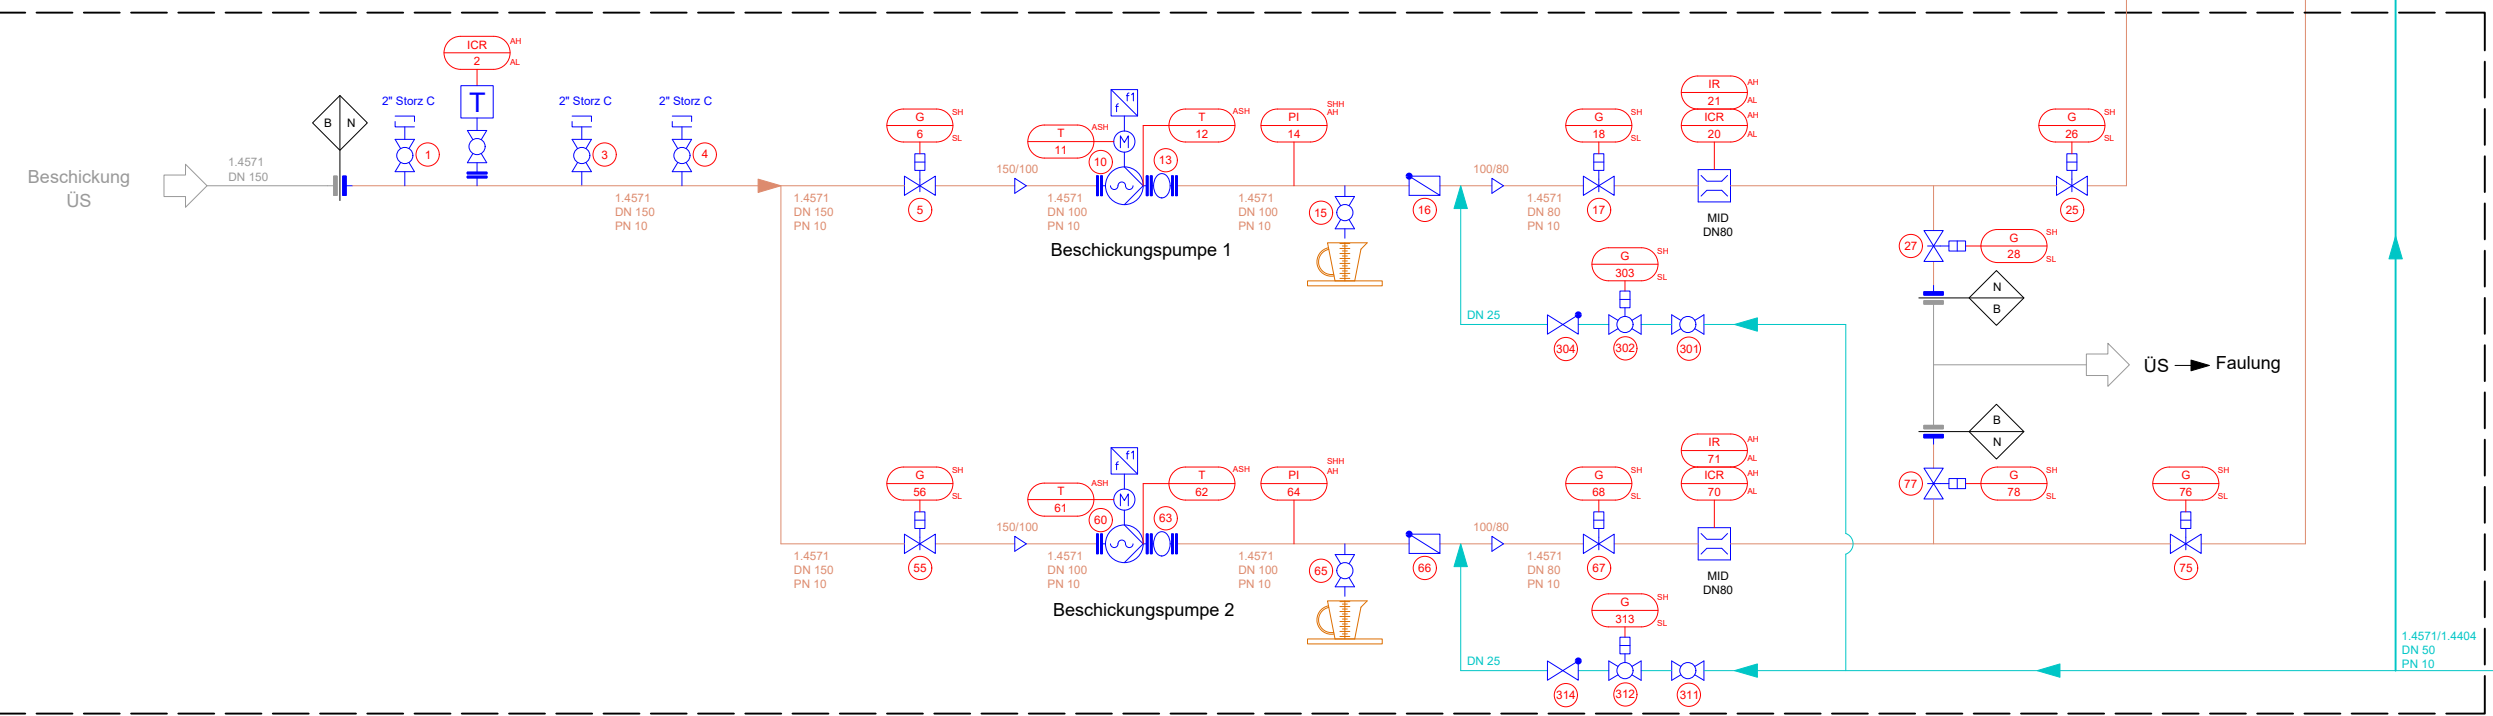 ICR
2
AH
AL
B
N
2" Storz C
1
T
2" Storz C
3
2" Storz C
4
Beschickung
ÜS
1.4571
DN 150
1.4571
DN 150
PN 10
1.4571
DN 150
PN 10
G
6
SH
SL
5
150/100
T
11
ASH
f1
f
M
10
T
12
ASH
13
1.4571
DN 100
PN 10
Beschickungspumpe 1
PI
14
SHH
AH
1.4571
DN 100
PN 10
15
16
100/80
1.4571
DN 80
PN 10
G
18
SH
SL
17
IR
21
AH
AL
ICR
20
AH
AL
MID
DN80
G
26
SH
SL
25
27
G
28
SH
SL
N
B
DN 25
304
G
303
SH
SL
302
301
ÜS
Faulung
B
N
77
G
78
SH
SL
G
76
SH
SL
75
1.4571
DN 150
PN 10
G
56
SH
SL
55
150/100
T
61
ASH
f1
f
M
60
T
62
ASH
63
1.4571
DN 100
PN 10
Beschickungspumpe 2
PI
64
SHH
AH
1.4571
DN 100
PN 10
65
66
100/80
1.4571
DN 80
PN 10
G
68
SH
SL
67
IR
71
AH
AL
ICR
70
AH
AL
MID
DN80
DN 25
314
G
313
SH
SL
312
311
1.4571/1.4404
DN 50
PN 10